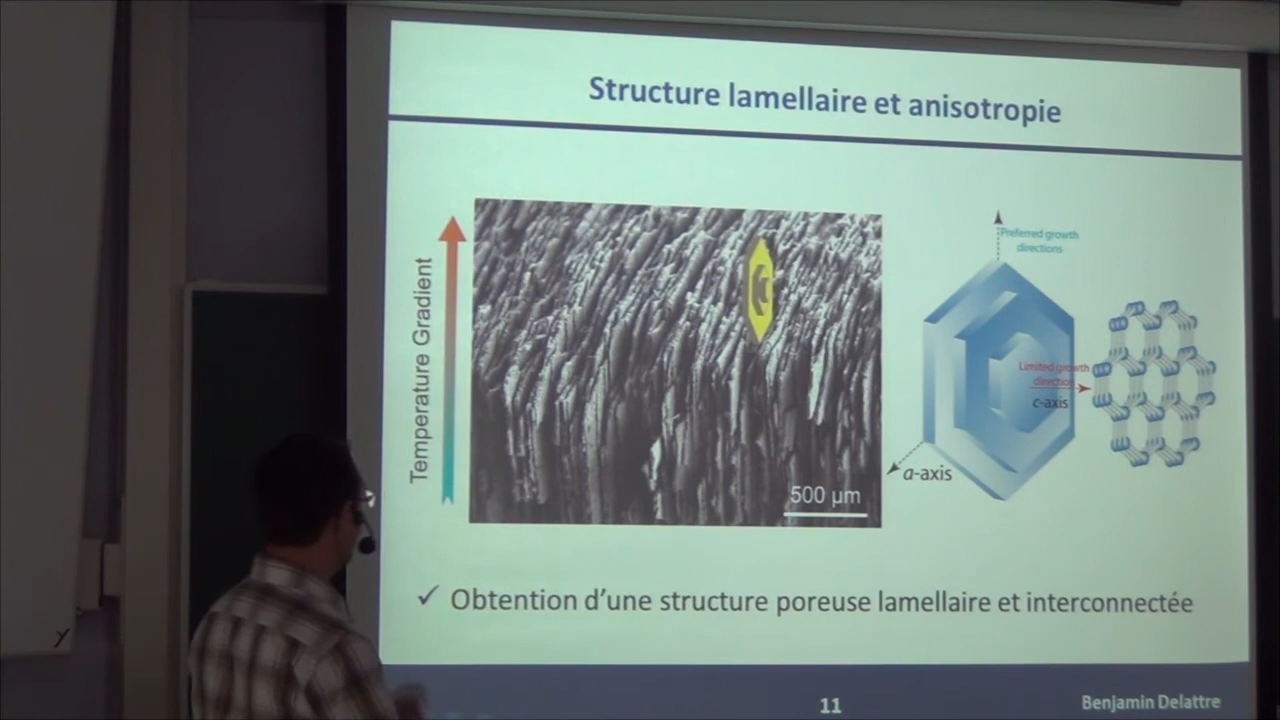 Structure lamellaire et anisotropie
Temperature Gradient
500 µm
Preferred growth
directions
Limited growth
direction
c-axis
a-axis
✓ Obtention d'une structure poreuse lamellaire et interconnectée
11
Benjamin Delattre